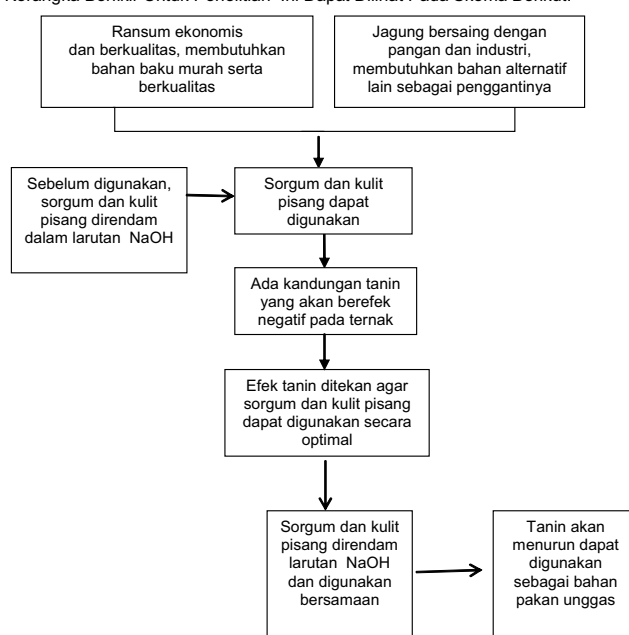 Kerangka Berfikir Untuk Penelitian Ini Dapat Dilihat Pada Skema Berikut:
Ransum ekonomis
dan berkualitas, membutuhkan
bahan baku murah serta
berkualitas
Jagung bersaing dengan
pangan dan industri,
membutuhkan bahan alternatif
lain sebagai penggantinya
Sebelum digunakan,
sorgum dan kulit
pisang direndam
dalam larutan NaOH
Sorgum dan kulit
pisang dapat
digunakan
Ada kandungan tanin
yang akan berefek
negatif pada ternak
Efek tanin ditekan agar
sorgum dan kulit pisang
dapat digunakan secara
optimal
Sorgum dan kulit
pisang direndam
larutan NaOH
dan digunakan
bersamaan
Tanin akan
menurun dapat
digunakan
sebagai bahan
pakan unggas